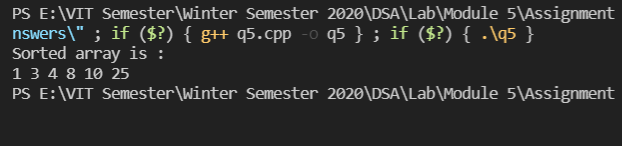 PS E:\VIT Semester\Winter Semester 2020\DSA\Lab\Module 5\Assignment
nswers\" ; if ($?) { g++ q5.cpp -o q5 } ; if ($?) { .\q5 }
Sorted array is :
1 3 4 8 10 25
PS E:\VIT Semester\Winter Semester 2020\DSA\Lab\Module 5\Assignment